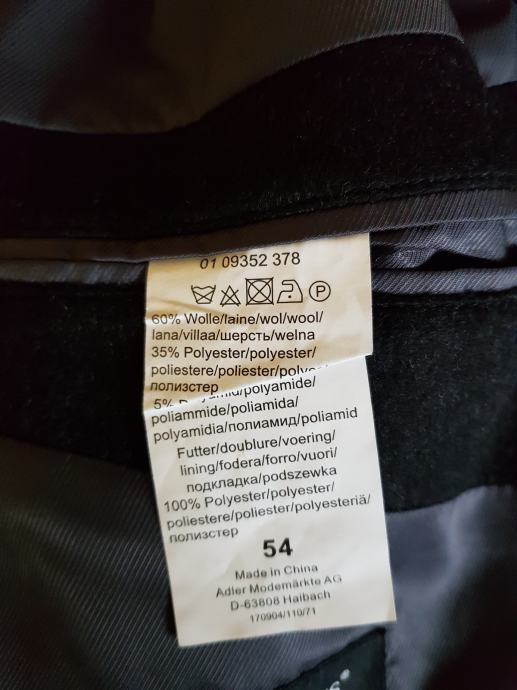 01 09352 378
P
60% Wolle/laine/wol/wool/
lana/villaa/шерсть/welna
35% Polyester/polyester/
poliestere/poliester/
полиэстер
5%
poliammide/poliamida/
polyamidia/полиамид/poliamid
Futter/doublure/voering/
lining/fodera/forro/vuori/
подкладка/podszewka
100% Polyester/polyester/
poliestere/poliester/polyesteriä/
полиэстер
54
Made in China
Adler Modemärkte AG
D-63808 Haibach
170904/110/71